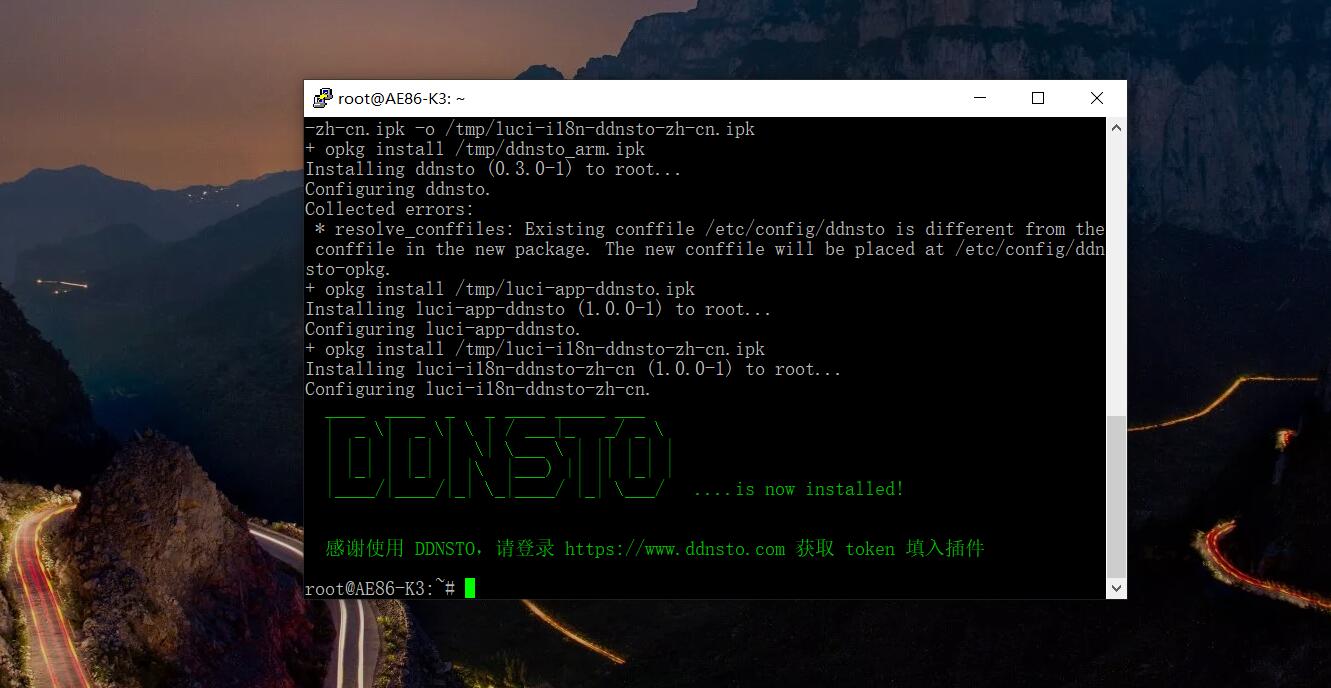 root@AE86-K3: ~
-zh-cn.ipk -o /tmp/luci-i18n-ddnsto-zh-cn.ipk
+ opkg install /tmp/ddnsto_arm.ipk
Installing ddnsto (0.3.0-1) to root...
Configuring ddnsto.
Collected errors:
 * resolve_conffiles: Existing conffile /etc/config/ddnsto is different from the
 conffile in the new package. The new conffile will be placed at /etc/config/ddn
sto-opkg.
+ opkg install /tmp/luci-app-ddnsto.ipk
Installing luci-app-ddnsto (1.0.0-1) to root...
Configuring luci-app-ddnsto.
+ opkg install /tmp/luci-i18n-ddnsto-zh-cn.ipk
Installing luci-i18n-ddnsto-zh-cn (1.0.0-1) to root...
Configuring luci-i18n-ddnsto-zh-cn.
DDNSTO
....is now installed!
感谢使用 DDNSTO，请登录 https://www.ddnsto.com 获取 token 填入插件
root@AE86-K3:~#